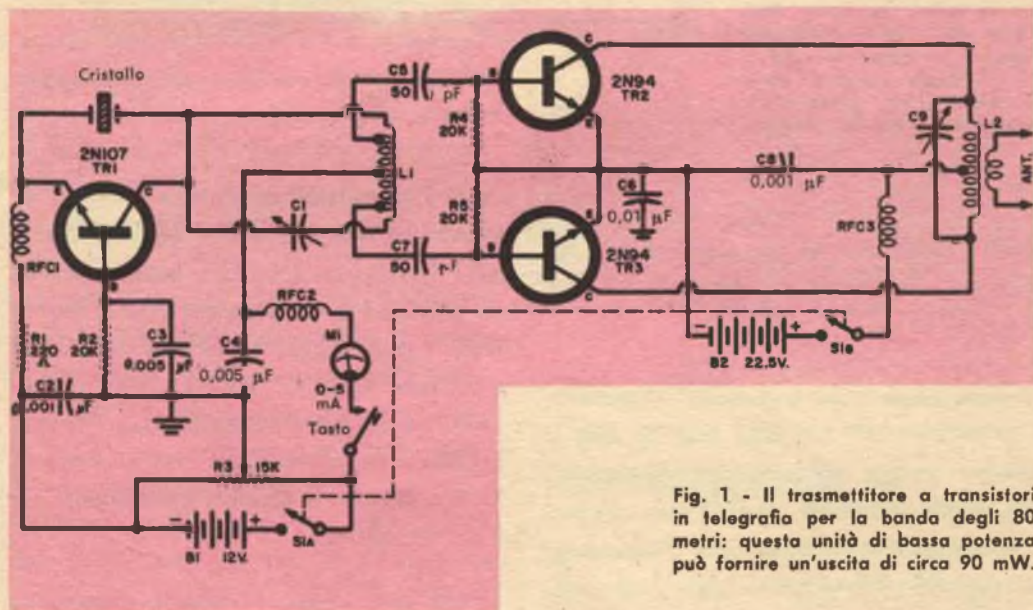 Cristallo
2N107
TR1
E
C
B
RFC1
R1
220
Ω
R2
20K
C2
0,001 μF
C3
0,005 μF
C1
C4
0,005 μF
L1
C5
50 pF
R4
20K
R5
20K
C7
50 pF
RFC2
M1
0-5
mA
Tasto
R3 15K
B1 12V.
S1A
B
C
E
2N94
TR2
C6
0,01 μF
B
E
C
2N94
TR3
C8
0,001 μF
RFC3
C9
L2
ANT.
B2 22.5V.
S1B
Fig. 1 - Il trasmettitore a transistori
in telegrafia per la banda degli 80
metri: questa unità di bassa potenza
può fornire un'uscita di circa 90 mW.